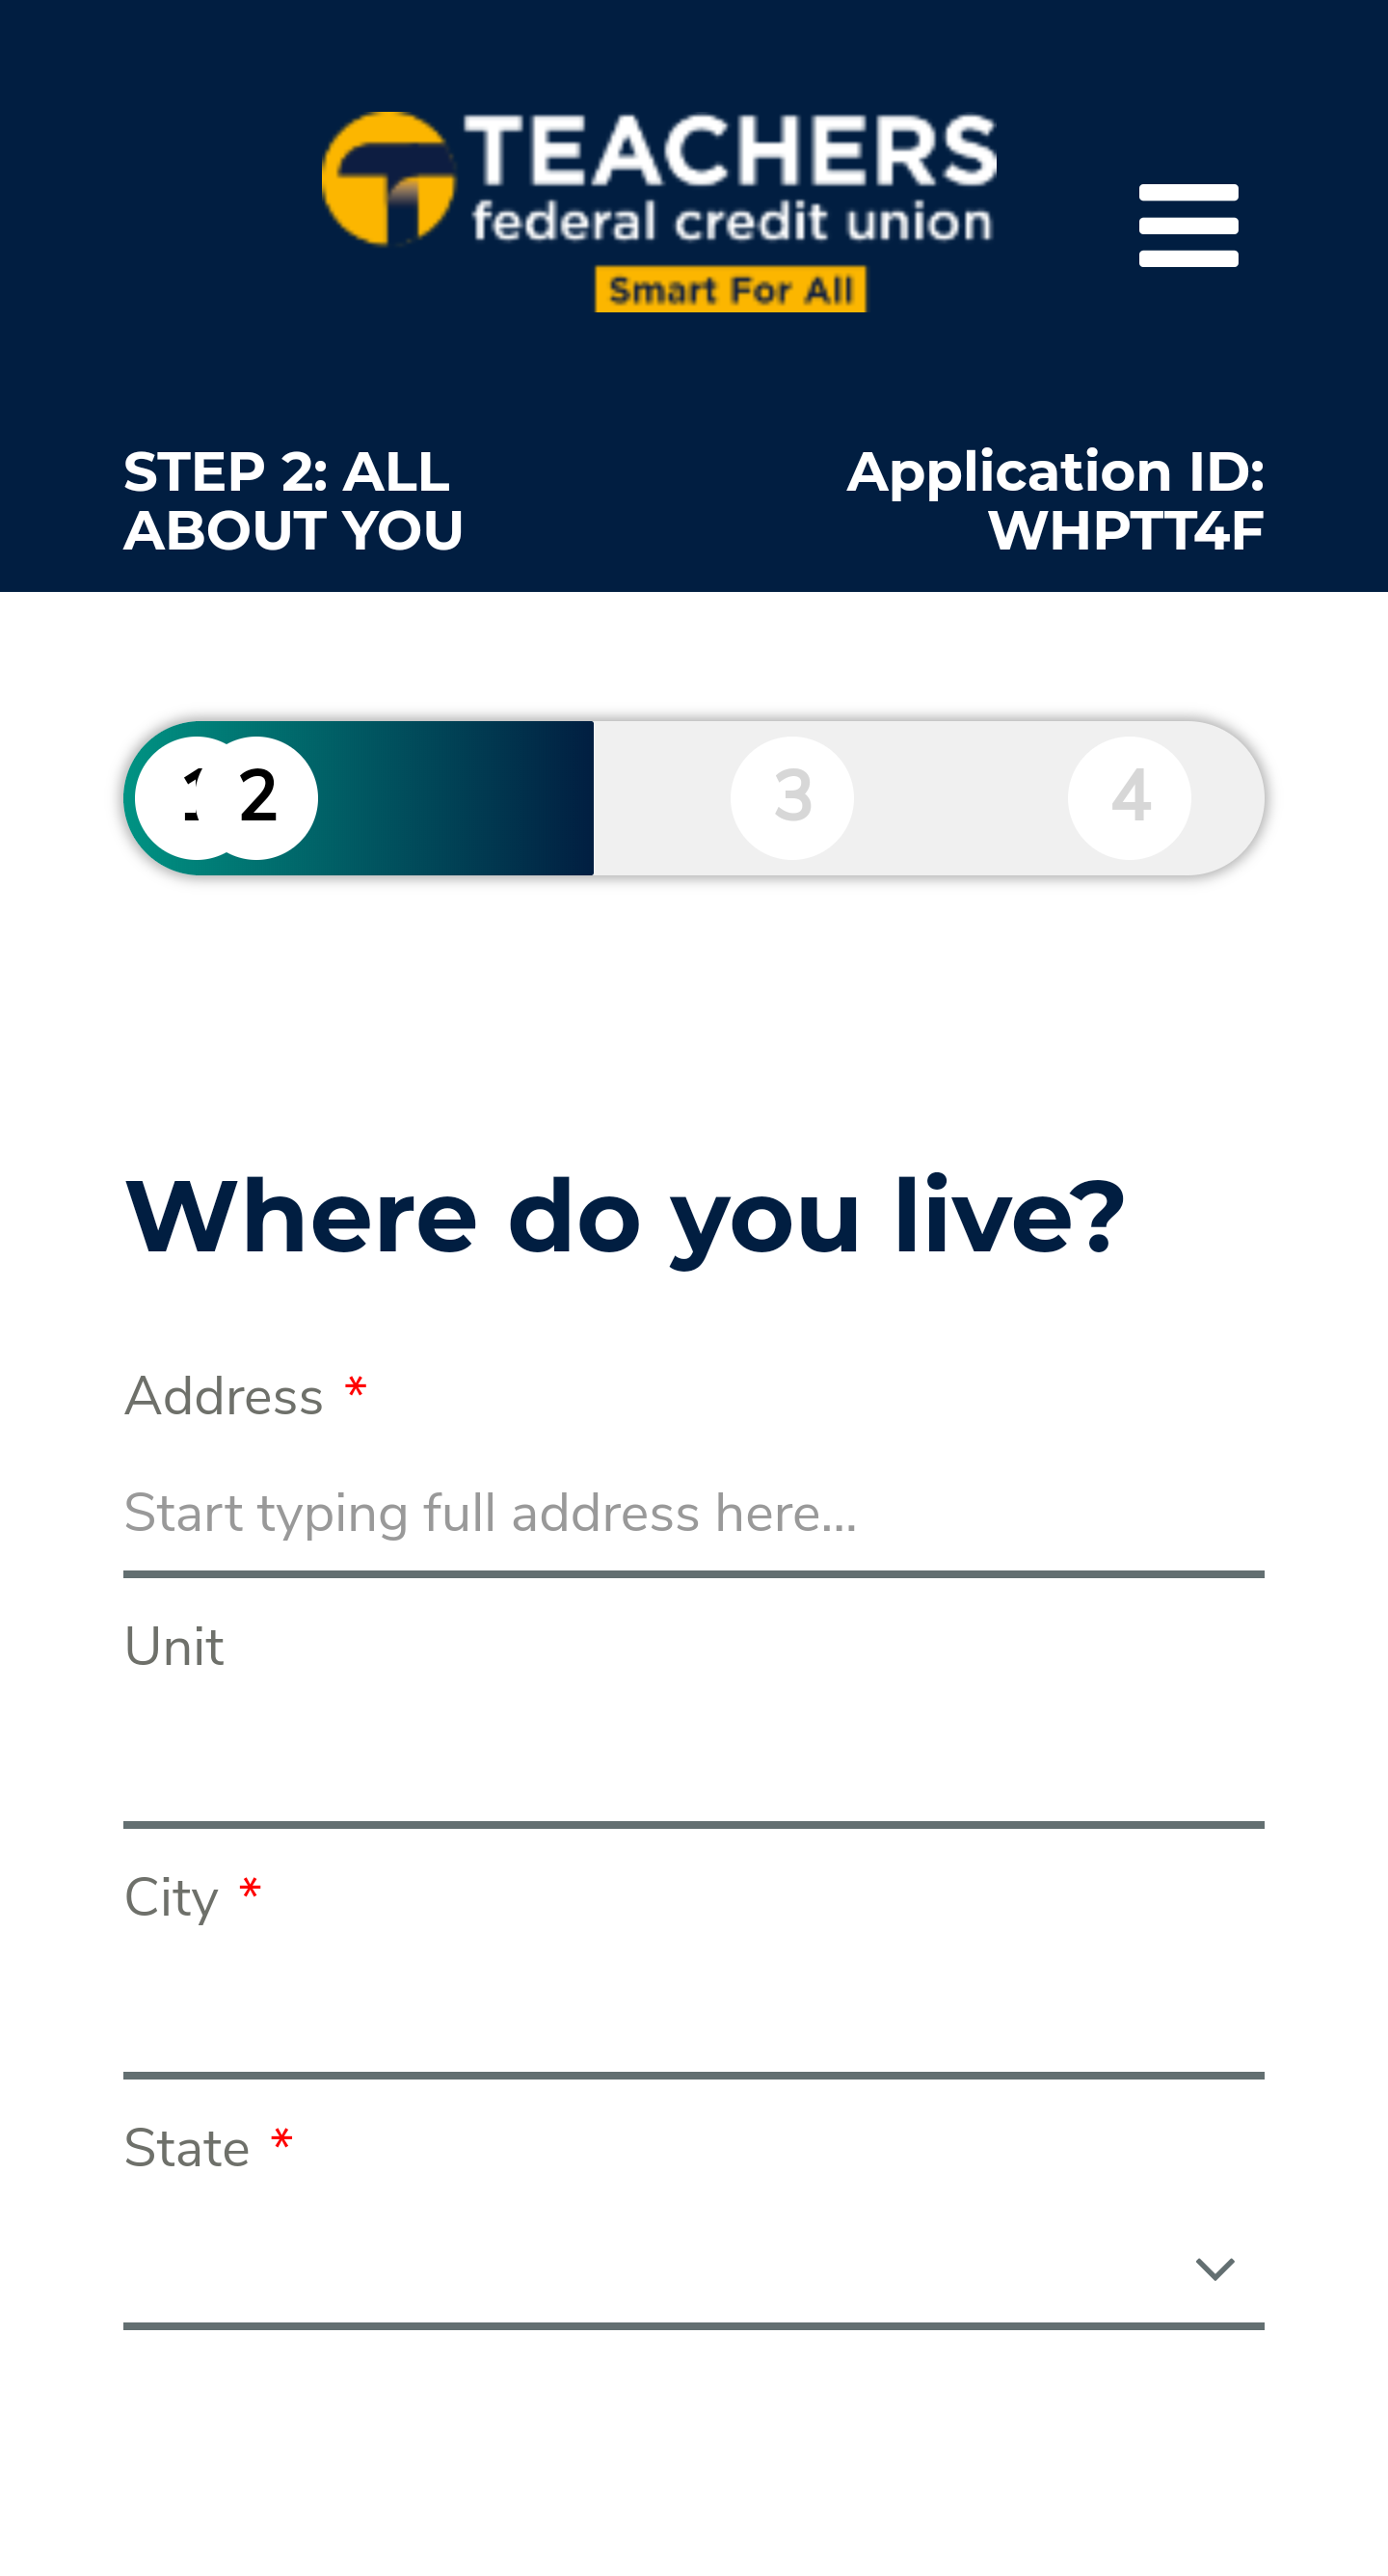 TEACHERS
federal credit union
Smart For All
STEP 2: ALL
ABOUT YOU
Application ID:
WHPTT4F
1 2 3 4
Where do you live?
Address *
Start typing full address here...
Unit
City *
State *